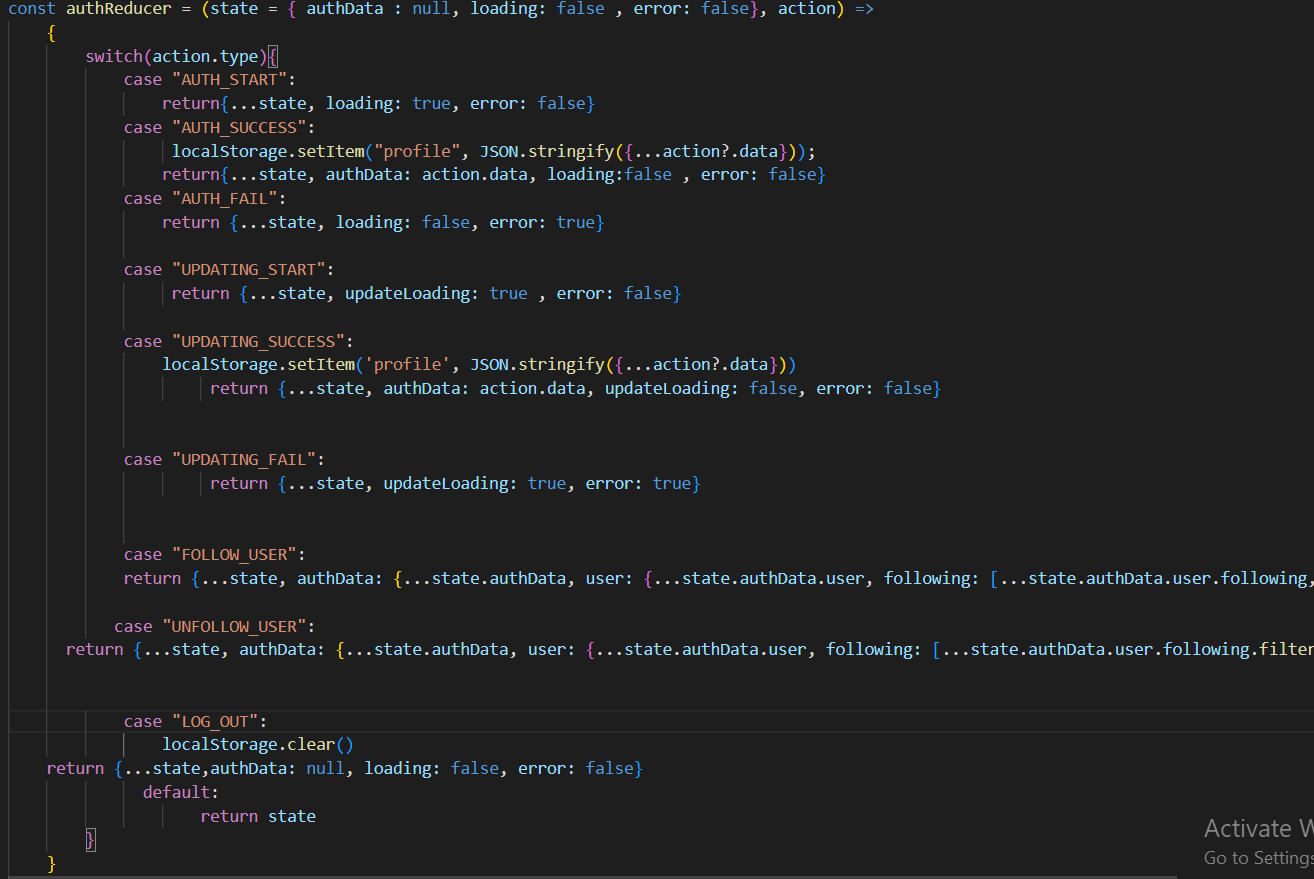 const authReducer = (state = { authData : null, loading: false , error: false}, action) =>
{
switch(action.type){
case "AUTH_START":
return{...state, loading: true, error: false}
case "AUTH_SUCCESS":
localStorage.setItem("profile", JSON.stringify({...action?.data}));
return{...state, authData: action.data, loading:false , error: false}
case "AUTH_FAIL":
return {...state, loading: false, error: true}
case "UPDATING_START":
return {...state, updateLoading: true , error: false}
case "UPDATING_SUCCESS":
localStorage.setItem('profile', JSON.stringify({...action?.data}))
return {...state, authData: action.data, updateLoading: false, error: false}
case "UPDATING_FAIL":
return {...state, updateLoading: true, error: true}
case "FOLLOW_USER":
return {...state, authData: {...state.authData, user: {...state.authData.user, following: [...state.authData.user.following,
case "UNFOLLOW_USER":
return {...state, authData: {...state.authData, user: {...state.authData.user, following: [...state.authData.user.following.filter
case "LOG_OUT":
localStorage.clear()
return {...state,authData: null, loading: false, error: false}
default:
return state
}
}
Activate W
Go to Settings